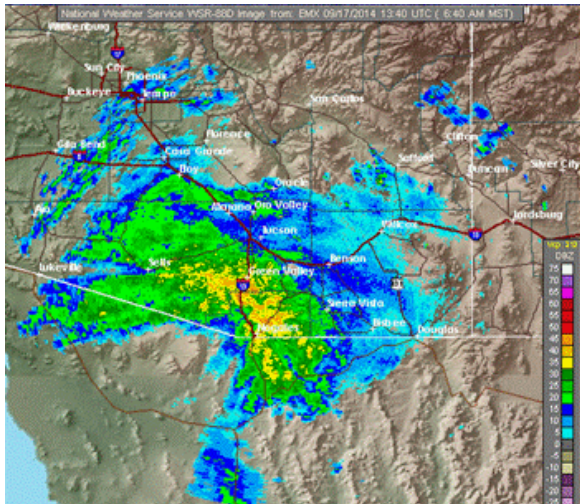 National Weather Service WSR-88D Image from: EMX 09/17/2014 13:40 UTC ( 6:40 AM MST)
Wickenburg
Sun City
Phoenix
Buckeye
Tempe
San Carlos
Florence
Clifton
Gila Bend
8
Casa Grande
Safford
Duncan
Silver City
Eloy
Oracle
Ajo
Marana
Oro Valley
Lordsburg
Tucson
Willcox
10
Lukeville
Sells
Green Valley
Benson
19
Sierra Vista
Nogales
Bisbee
Douglas
DBZ
75
70
65
60
55
50
45
40
35
30
25
20
15
10
5
0
-5
-10
-15
-20
-25